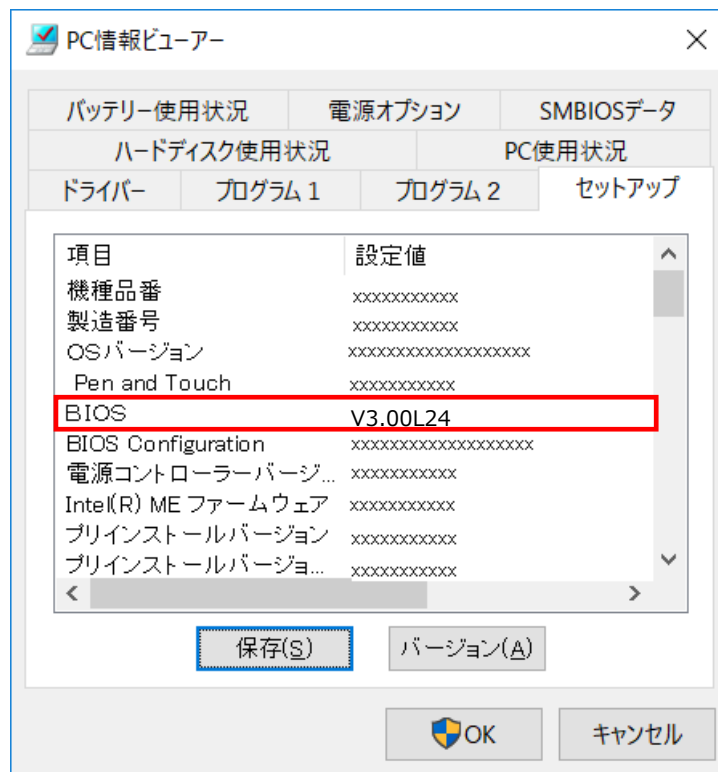 PC情報ビューアー
バッテリー使用状況 電源オプション SMBIOSデータ
ハードディスク使用状況 PC使用状況
ドライバー プログラム 1 プログラム 2 セットアップ
項目 設定値
機種品番 xxxxxxxxxxx
製造番号 xxxxxxxxxxx
OSバージョン xxxxxxxxxxxxxxxxxxx
Pen and Touch xxxxxxxxxxx
BIOS V3.00L24
BIOS Configuration xxxxxxxxxxxxxxxxxxx
電源コントローラーバージ... xxxxxxxxxxx
Intel(R) ME ファームウェア xxxxxxxxxxx
プリインストールバージョン xxxxxxxxxxx
プリインストールバージョ... xxxxxxxxxxx
保存(S) バージョン(A)
OK キャンセル